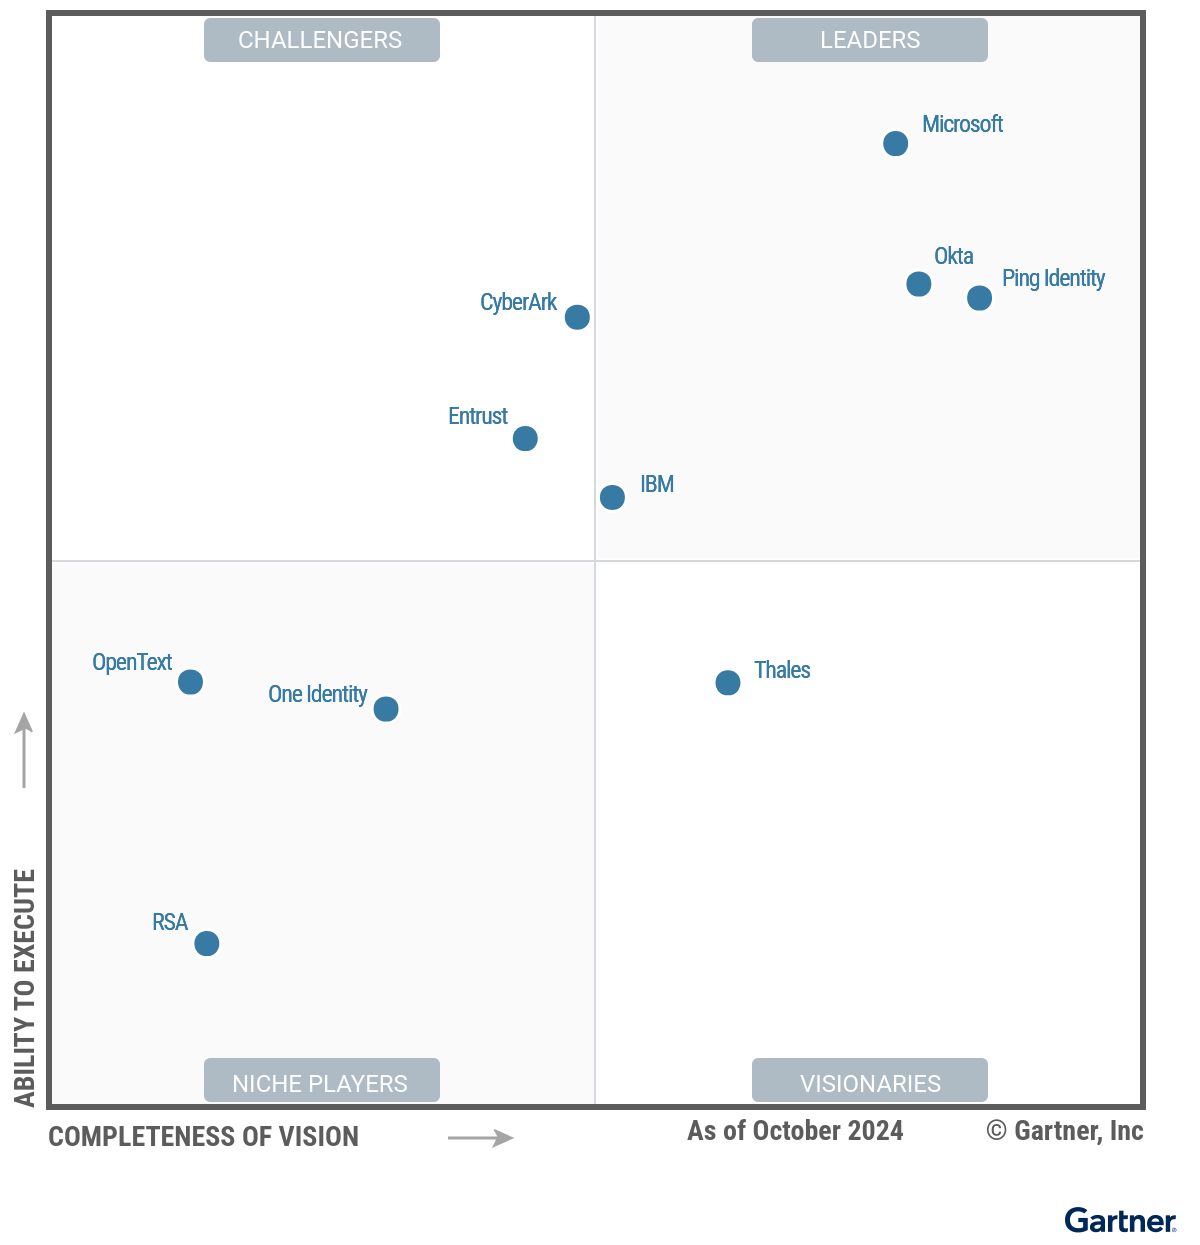 CHALLENGERS
LEADERS
Microsoft
Okta
Ping Identity
CyberArk
Entrust
IBM
OpenText
One Identity
Thales
RSA
NICHE PLAYERS
VISIONARIES
ABILITY TO EXECUTE
COMPLETENESS OF VISION
As of October 2024
© Gartner, Inc
Gartner®